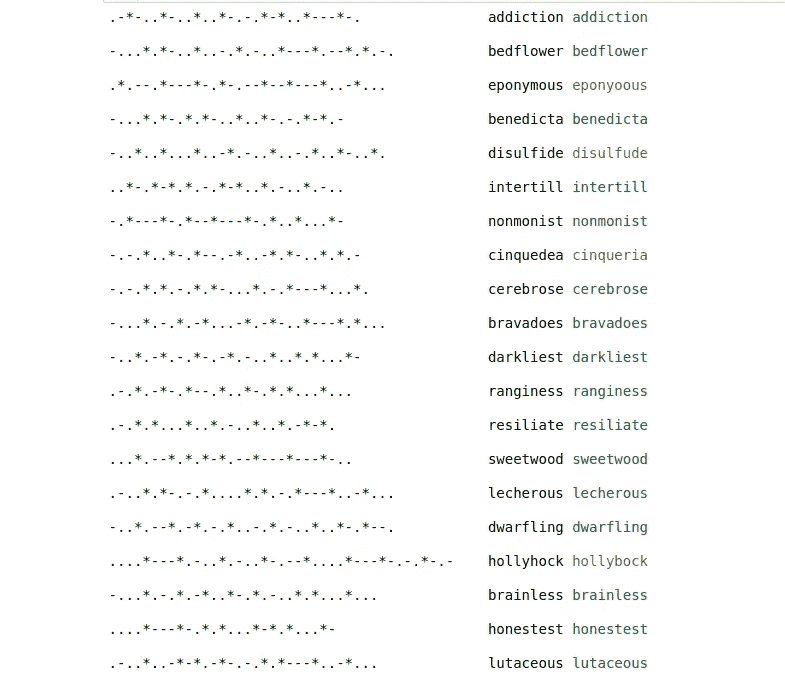 .-*-..*-..*..*-.-.*-*..*---*-. addiction addiction
-...*.*-..*..-.*.-..*---*.--*.*.-. bedflower bedflower
.*.--.*---*-.*-.--*--*---*..-*... eponymous eponyoous
-...*.*-.*.*-..*..*-.-.*-*.- benedicta benedicta
-..*..*...*..-*.-..*..-.*..*-..*. disulfide disulfude
..*-.*-*.*.-.*-*..*.-..*.-.. intertill intertill
-.*---*-.*--*---*-.*..*...*- nonmonist nonmonist
-.-.*..*-.*--.-*..-*.*-..*.*.- cinquedea cinqueria
-.-.*.*.-.*.*-...*.-.*---*...*. cerebrose cerebrose
-...*.-.*.-*...-*.-*-..*---*.*... bravadoes bravadoes
-..*.-*.-.*-.-*.-..*..*.*...*- darkliest darkliest
.-.*.-*-.*--.*..*-.*.*...*... ranginess ranginess
.-.*.*...*..*.-..*..*.-*-*. resiliate resiliate
...*.--*.*.*-*.--*---*---*-.. sweetwood sweetwood
.-..*.*-.-.*....*.*.-.*---*..-*... lecherous lecherous
-..*.--*.-*.-.*..-.*.-..*..*-.*--. dwarfling dwarfling
....*---*.-..*.-..*-.--*....*---*-.-.*-.- hollyhock hollybock
-...*.-.*.-*..*-.*.-..*.*...*... brainless brainless
....*---*-.*.*...*-*.*...*- honestest honestest
.-..*..-*-*.-*-.-.*.*---*..-*... lutaceous lutaceous